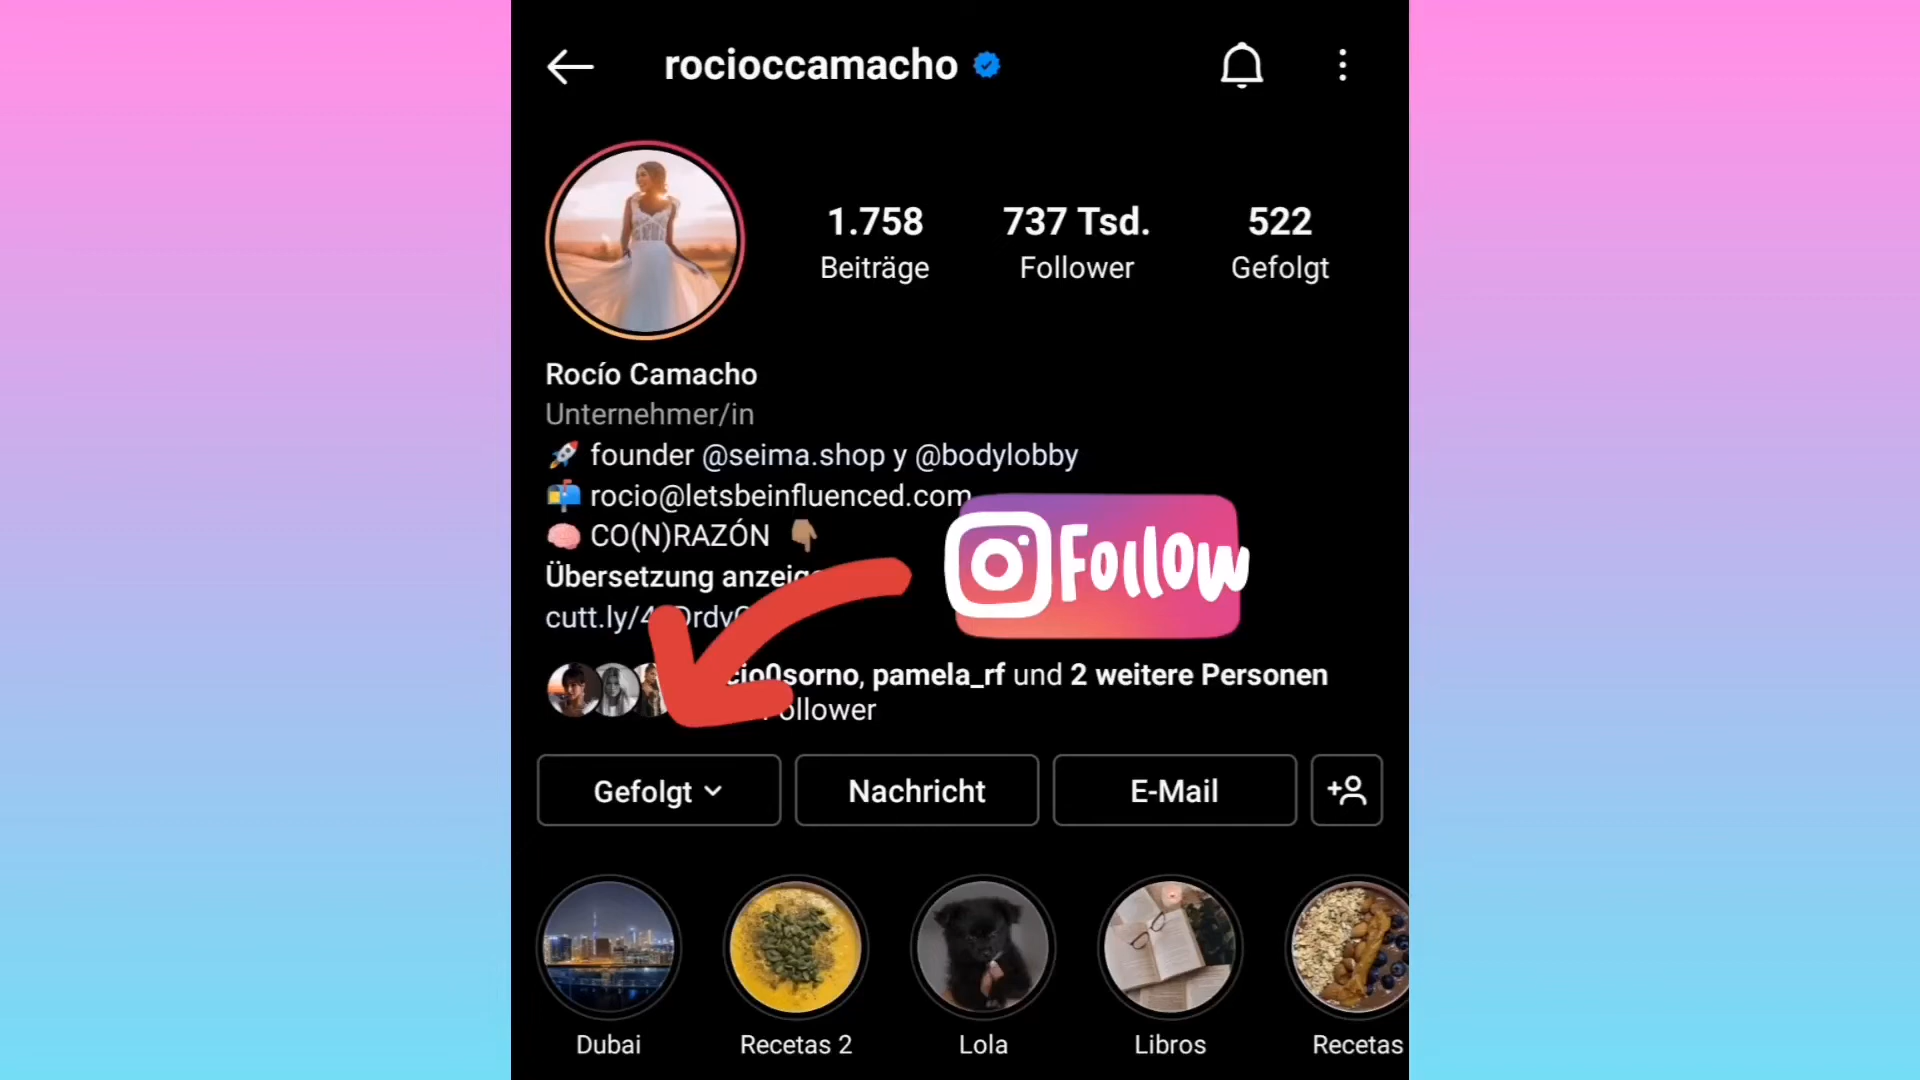 rocioccamacho
1.758
Beiträge
737 Tsd.
Follower
522
Gefolgt
Rocío Camacho
Unternehmer/in
founder @seima.shop y @bodylobby
rocio@letsbeinfluenced.com
CO(N)RAZÓN
Übersetzung
cutt.ly/4
Follow
pamela_rf und 2 weitere Personen
Gefolgt
Nachricht
E-Mail
Dubai
Recetas 2
Lola
Libros
Recetas